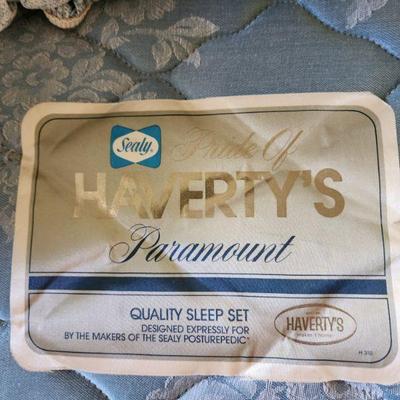 Sealy
Pride Of
HAVERTY'S
Paramount
QUALITY SLEEP SET
DESIGNED EXPRESSLY FOR
BY THE MAKERS OF THE SEALY POSTUREPEDIC
HAVERTY'S